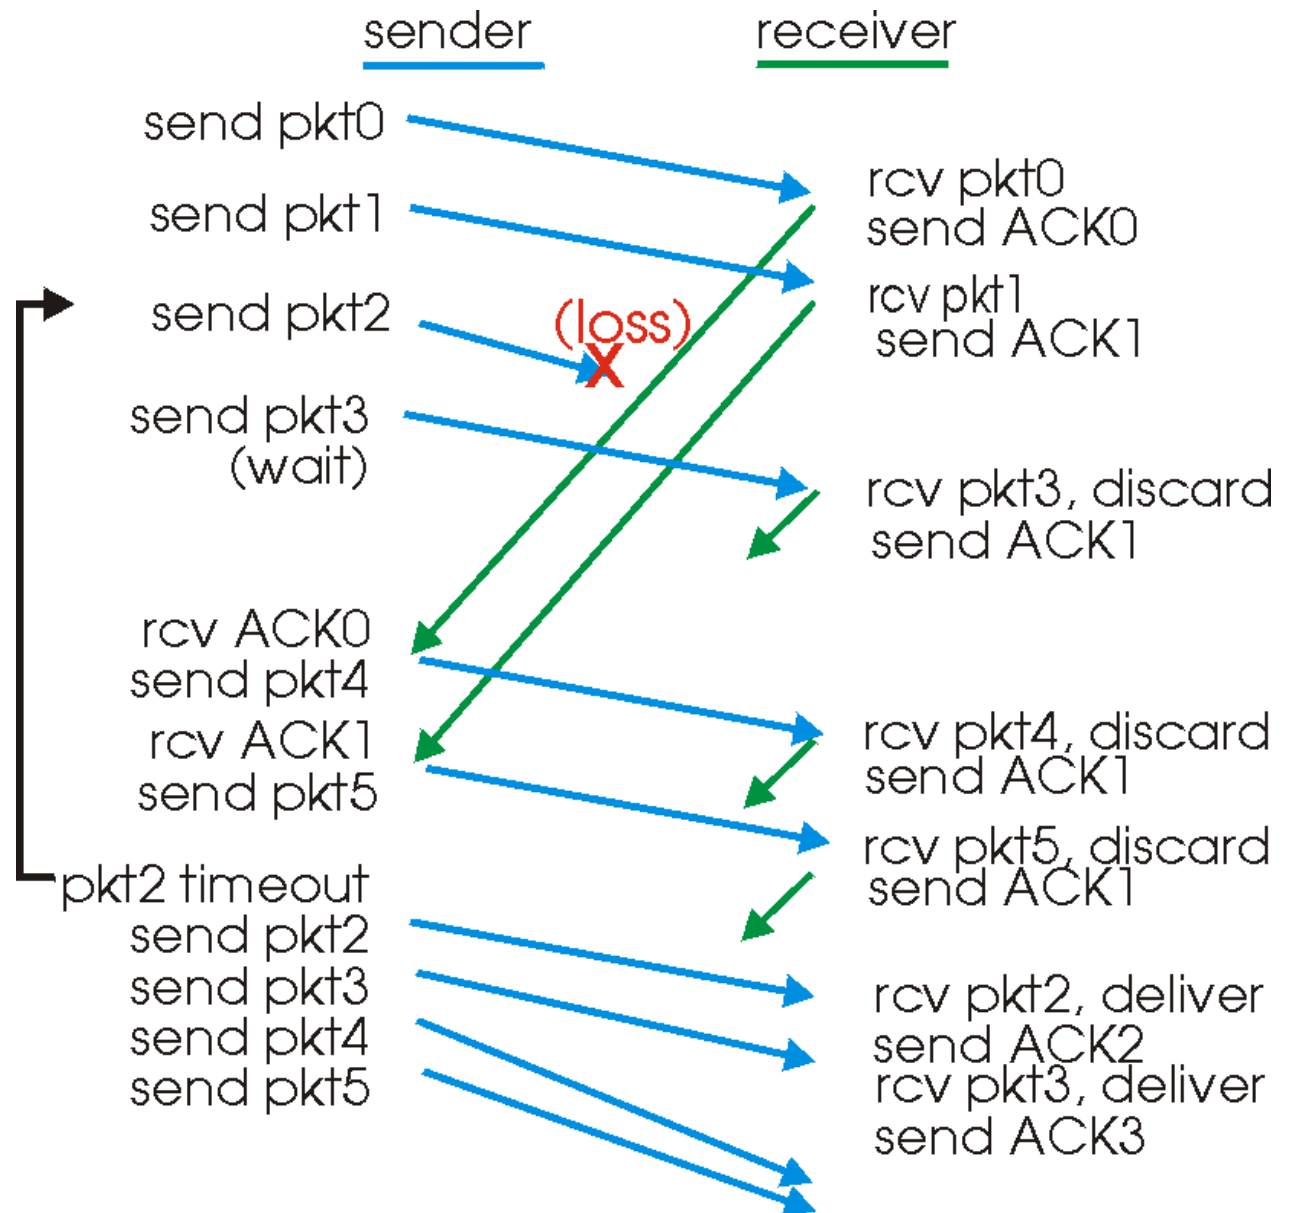 sender
receiver
send pkt0
send pkt1
send pkt2
(loss)
X
send pkt3
(wait)
rcv ACK0
send pkt4
rcv ACK1
send pkt5
pkt2 timeout
send pkt2
send pkt3
send pkt4
send pkt5
rcv pkt0
send ACK0
rcv pkt1
send ACK1
rcv pkt3, discard
send ACK1
rcv pkt4, discard
send ACK1
rcv pkt5, discard
send ACK1
rcv pkt2, deliver
send ACK2
rcv pkt3, deliver
send ACK3